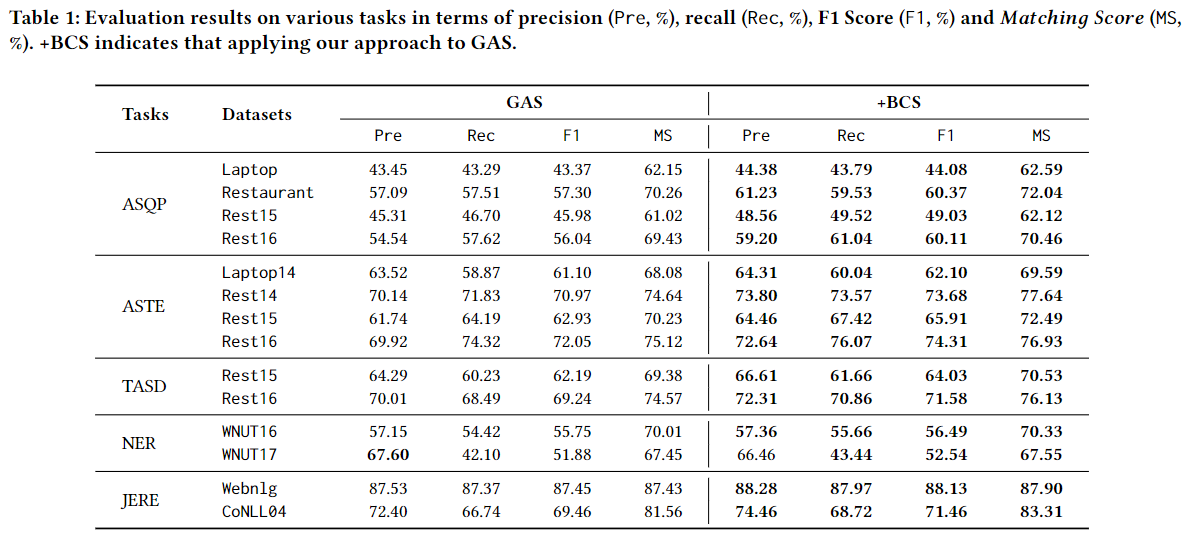 Table 1: Evaluation results on various tasks in terms of precision (Pre, %), recall (Rec, %), F1 Score (F1, %) and Matching Score (MS,
%). +BCS indicates that applying our approach to GAS.
Tasks Datasets GAS +BCS
Pre Rec F1 MS Pre Rec F1 MS
ASQP
Laptop 43.45 43.29 43.37 62.15 44.38 43.79 44.08 62.59
Restaurant 57.09 57.51 57.30 70.26 61.23 59.53 60.37 72.04
Rest15 45.31 46.70 45.98 61.02 48.56 49.52 49.03 62.12
Rest16 54.54 57.62 56.04 69.43 59.20 61.04 60.11 70.46
ASTE
Laptop14 63.52 58.87 61.10 68.08 64.31 60.04 62.10 69.59
Rest14 70.14 71.83 70.97 74.64 73.80 73.57 73.68 77.64
Rest15 61.74 64.19 62.93 70.23 64.46 67.42 65.91 72.49
Rest16 69.92 74.32 72.05 75.12 72.64 76.07 74.31 76.93
TASD
Rest15 64.29 60.23 62.19 69.38 66.61 61.66 64.03 70.53
Rest16 70.01 68.49 69.24 74.57 72.31 70.86 71.58 76.13
NER
WNUT16 57.15 54.42 55.75 70.01 57.36 55.66 56.49 70.33
WNUT17 67.60 42.10 51.88 67.45 66.46 43.44 52.54 67.55
JERE
Webnlg 87.53 87.37 87.45 87.43 88.28 87.97 88.13 87.90
CoNLL04 72.40 66.74 69.46 81.56 74.46 68.72 71.46 83.31